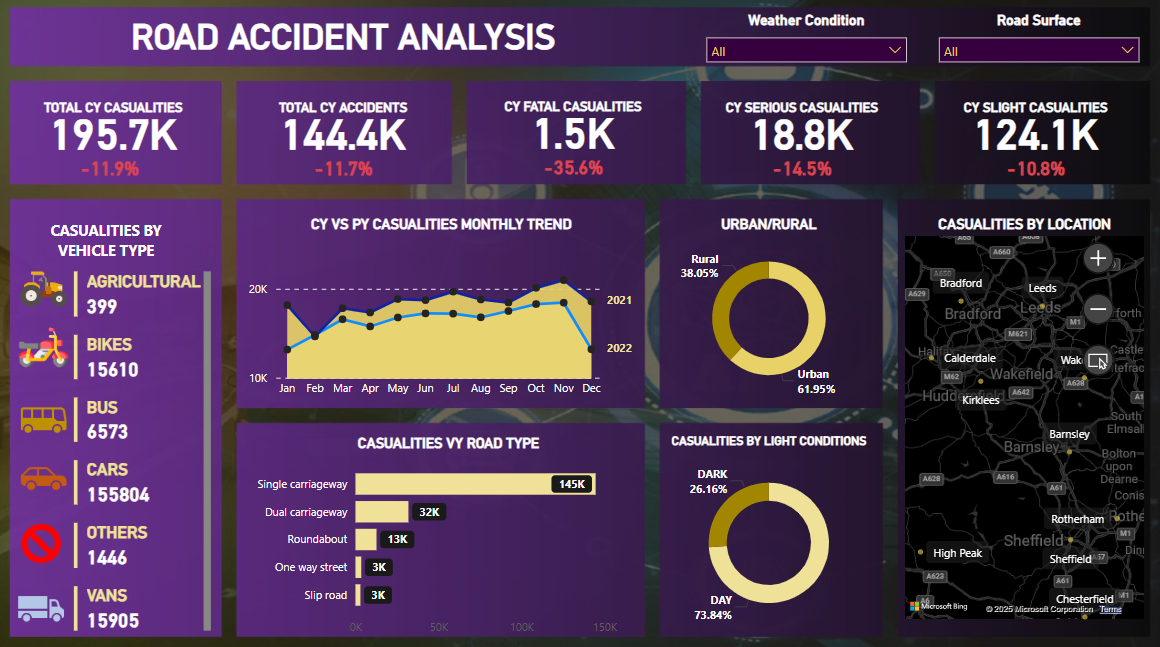 ROAD ACCIDENT ANALYSIS
Weather Condition
All
Road Surface
All
TOTAL CY CASUALITIES
195.7K
-11.9%
TOTAL CY ACCIDENTS
144.4K
-11.7%
CY FATAL CASUALITIES
1.5K
-35.6%
CY SERIOUS CASUALITIES
18.8K
-14.5%
CY SLIGHT CASUALITIES
124.1K
-10.8%
CASUALITIES BY
VEHICLE TYPE
AGRICULTURAL
399
BIKES
15610
BUS
6573
CARS
155804
OTHERS
1446
VANS
15905
CY VS PY CASUALITIES MONTHLY TREND
20K
10K
2021
2022
Jan Feb Mar Apr May Jun Jul Aug Sep Oct Nov Dec
URBAN/RURAL
Rural
38.05%
Urban
61.95%
CASUALITIES VY ROAD TYPE
Single carriageway 145K
Dual carriageway 32K
Roundabout 13K
One way street 3K
Slip road 3K
0K 50K 100K 150K
CASUALITIES BY LIGHT CONDITIONS
DARK
26.16%
DAY
73.84%
CASUALITIES BY LOCATION
A660
A650
Bradford
Leeds
A629
Bradford
Leeds
M1
forth
M621
Calderdale
Castle
M62
Wakefield
A638
A642
Kirklees
South
Elmsall
Barnsley
Barnsley
Bolton
upon
Dearne
A628
A616
A61
Conis
Rotherham
Sheffield
M1
High Peak
Sheffield
A57
A623
A61
Chesterfield
M1
A6
Microsoft Bing
© 2025 Microsoft Corporation Terms